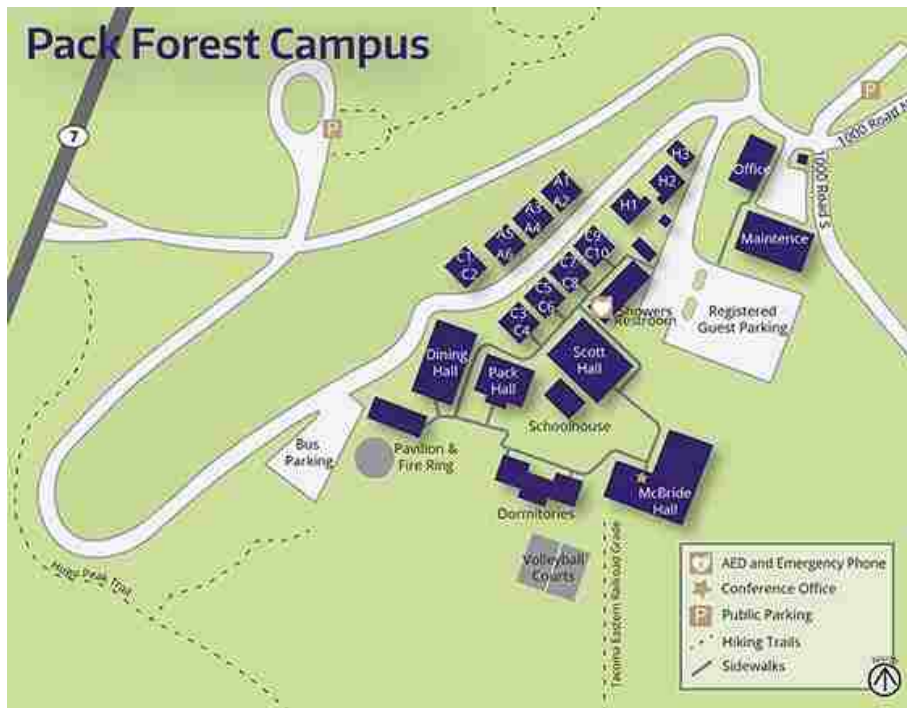 Pack Forest Campus
7
P
P
1000 Road N
1000 Road S
Office
Maintence
H3
H2
H1
A1
A2
A3
A4
A5
A6
C1
C2
C9
C10
C7
C8
C5
C6
C3
C4
Showers
Restroom
Registered
Guest Parking
Dining
Hall
Pack
Hall
Scott
Hall
Schoolhouse
Bus
Parking
Pavilion &
Fire Ring
Dormitories
McBride
Hall
Volleyball
Courts
Hugo Peak Trail
Tacoma Eastern Railroad Grade
AED and Emergency Phone
Conference Office
P
Public Parking
Hiking Trails
Sidewalks